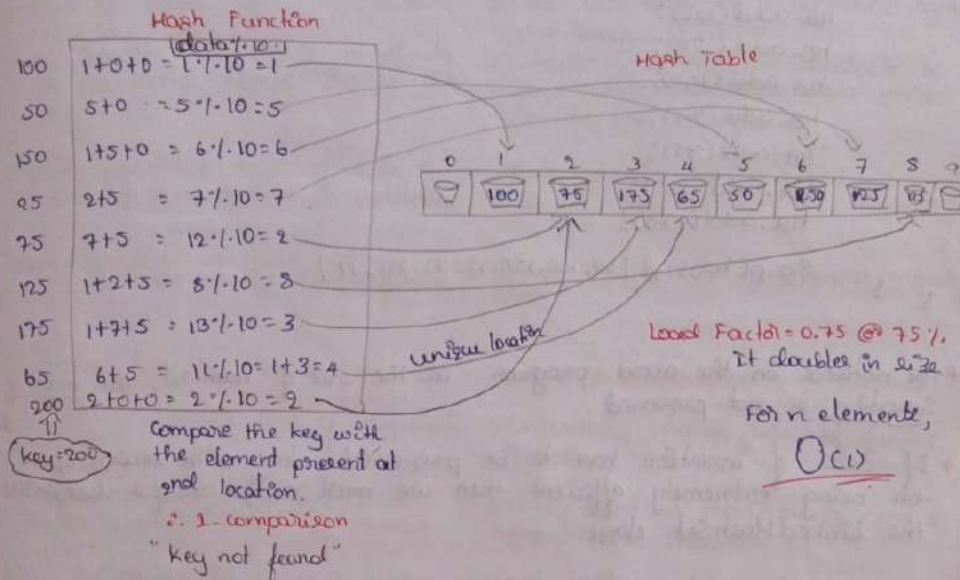 Hash Function
data%10
100 1+0+0 = 1%10 = 1
50 5+0 = 5%10 = 5
150 1+5+0 = 6%10 = 6
25 2+5 = 7%10 = 7
75 7+5 = 12%10 = 2
125 1+2+5 = 8%10 = 8
175 1+7+5 = 13%10 = 3
65 6+5 = 11%10 = 1+3 = 4
200 2+0+0 = 2%10 = 2
key=200
Compare the key with
the element present at
2nd location.
∴ 1-comparison
"key not found"
unique location
Hash Table
0 1 2 3 4 5 6 7 8 9
100 75 175 65 50
Load Factor = 0.75 @ 75%.
It doubles in size
For n elements,
O(1)